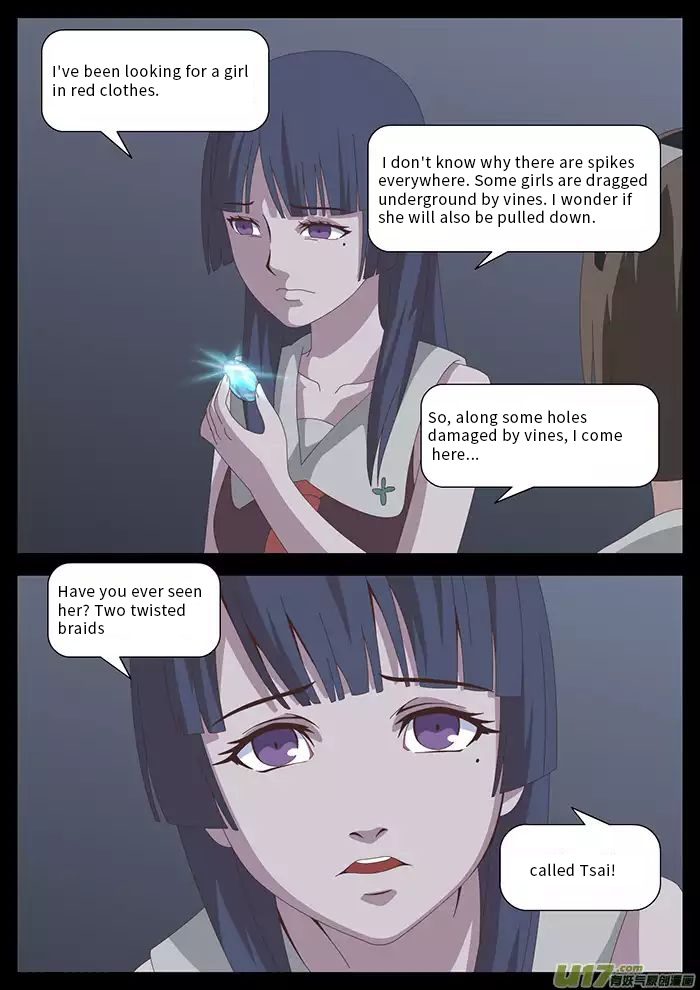 I've been looking for a girl
in red clothes.
I don't know why there are spikes
everywhere. Some girls are dragged
underground by vines. I wonder if
she will also be pulled down.
So, along some holes
damaged by vines, I come
here...
Have you ever seen
her? Two twisted
braids
called Tsai!
U17.com
有妖气原创漫画